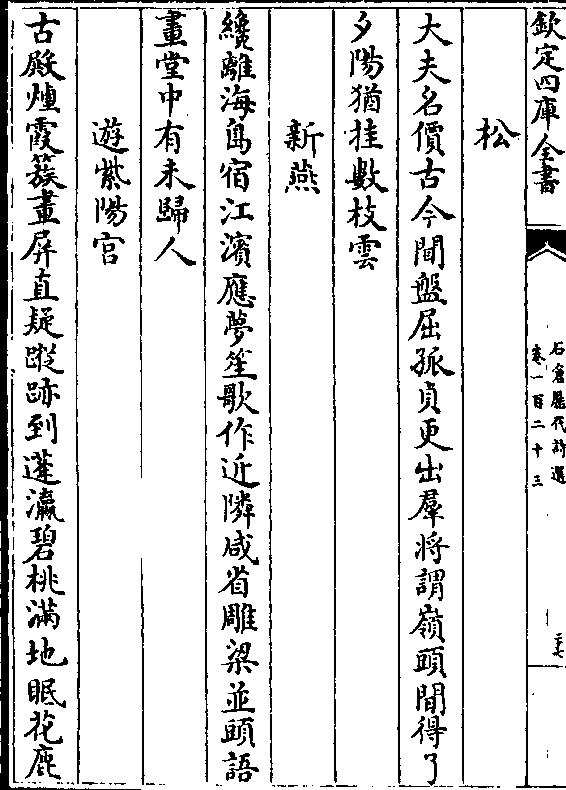 欽定四庫全書
石倉歷代詩選
卷一百二十三
松
大夫名價古今間盤屈孤貞更出羣將謂嶺頭間得了
夕陽猶挂數枝雲
新燕
纔離海島宿江濱應夢笙歌作近隣咸省雕梁並頭語
畫堂中有未歸人
遊紫陽宫
古殿煙霞簇畫屏直疑蹤跡到蓬瀛碧桃滿地眠花鹿